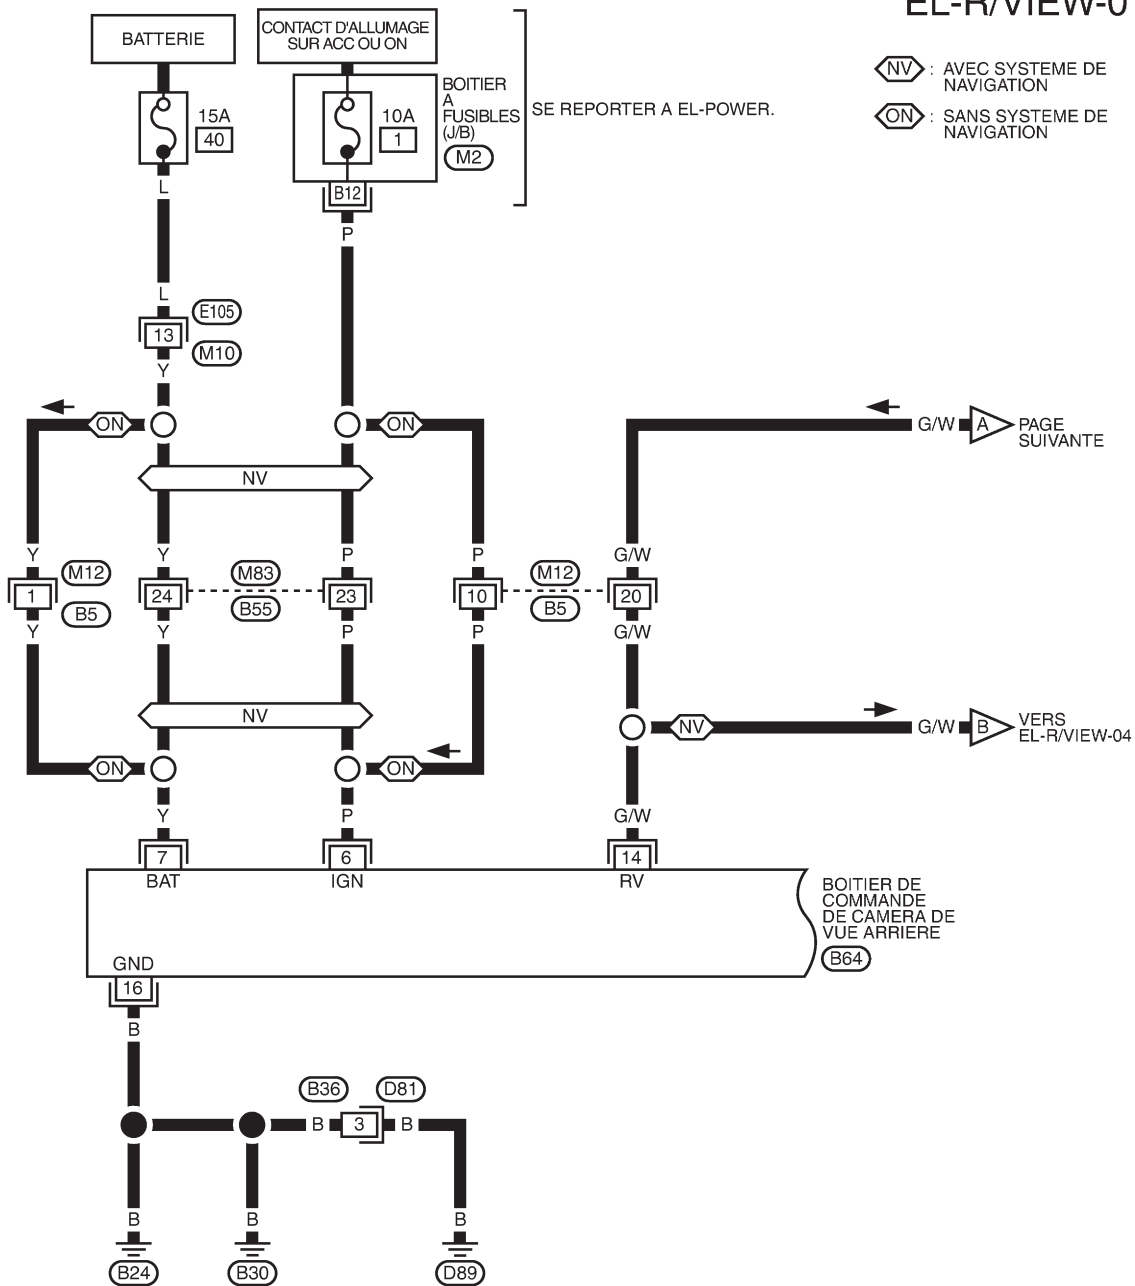 EL-R/VIEW-0
BATTERIE
CONTACT D'ALLUMAGE
SUR ACC OU ON
NV : AVEC SYSTEME DE
NAVIGATION
ON : SANS SYSTEME DE
NAVIGATION
15A
40
10A
1
BOITIER
A
FUSIBLES
(J/B)
M2
SE REPORTER A EL-POWER.
B12
L
P
L
E105
13
M10
Y
ON
ON
G/W A PAGE
SUIVANTE
NV
Y Y P P G/W
M12 M83 M12
1 24 23 10 20
B5 B55 B5
Y Y P P G/W
NV
NV
G/W B VERS
EL-R/VIEW-04
ON
ON
Y P G/W
7 6 14
BAT IGN RV
BOITIER DE
COMMANDE
DE CAMERA DE
VUE ARRIERE
B64
GND
16
B
B36 D81
B 3 B
B B B
B24 B30 D89